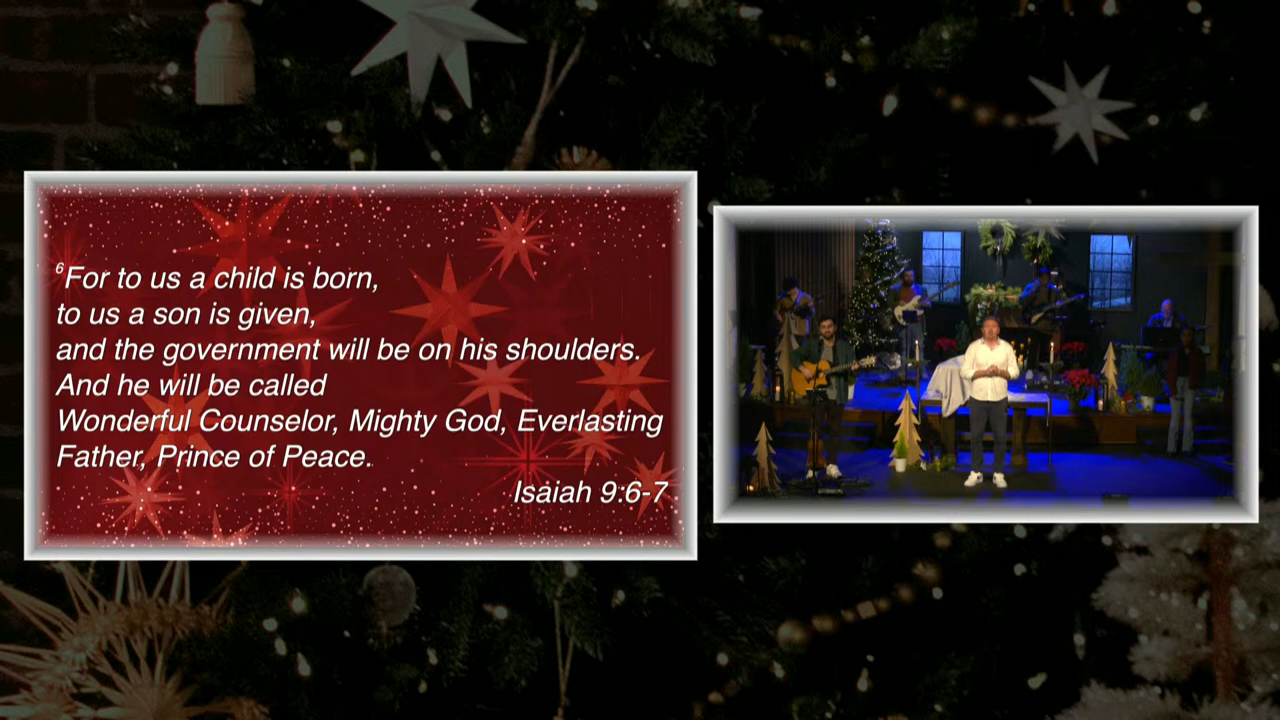 ⁶For to us a child is born,
to us a son is given,
and the government will be on his shoulders.
And he will be called
Wonderful Counselor, Mighty God, Everlasting
Father, Prince of Peace.
Isaiah 9:6-7